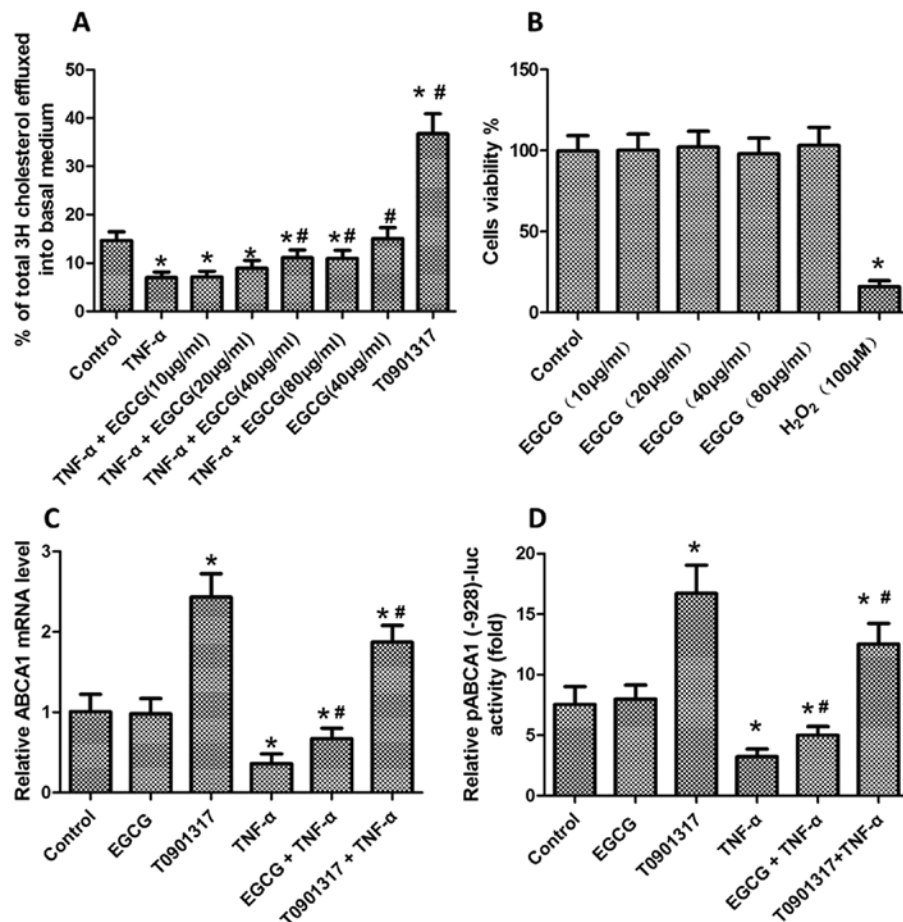 A
% of total 3H cholesterol effluxed
into basal medium
50
40
30
20
10
0
*
*
*
* #
* #
#
* #
Control
TNF-α
TNF-α + EGCG(10μg/ml)
TNF-α + EGCG(20μg/ml)
TNF-α + EGCG(40μg/ml)
TNF-α + EGCG(80μg/ml)
EGCG(40μg/ml)
T0901317
B
Cells viability %
150
100
50
0
*
Control
EGCG（10μg/ml）
EGCG（20μg/ml）
EGCG（40μg/ml）
EGCG（80μg/ml）
H₂O₂（100μM）
C
Relative ABCA1 mRNA level
3
2
1
0
*
*
* #
* #
Control
EGCG
T0901317
TNF-α
EGCG + TNF-α
T0901317 + TNF-α
D
Relative pABCA1 (-928)-luc
activity (fold)
20
15
10
5
0
*
*
* #
* #
Control
EGCG
T0901317
TNF-α
EGCG + TNF-α
T0901317+TNF-α